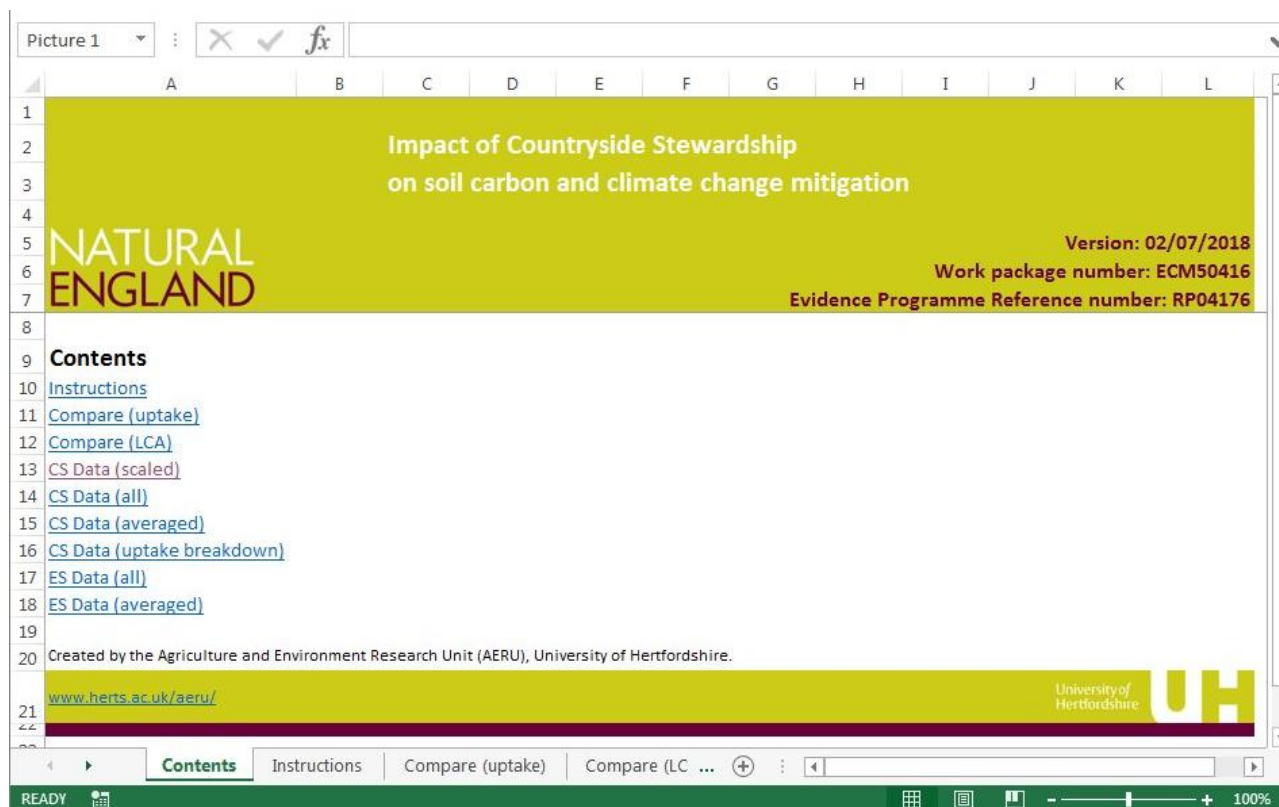 Picture 1 fx
A B C D E F G H I J K L
1
2 Impact of Countryside Stewardship
3 on soil carbon and climate change mitigation
4
5 NATURAL Version: 02/07/2018
6 Work package number: ECM50416
7 ENGLAND Evidence Programme Reference number: RP04176
8
9 Contents
10 Instructions
11 Compare (uptake)
12 Compare (LCA)
13 CS Data (scaled)
14 CS Data (all)
15 CS Data (averaged)
16 CS Data (uptake breakdown)
17 ES Data (all)
18 ES Data (averaged)
19
20 Created by the Agriculture and Environment Research Unit (AERU), University of Hertfordshire.
21 www.herts.ac.uk/aeru/ University of Hertfordshire UH
22
Contents Instructions Compare (uptake) Compare (LC ...
READY 100%